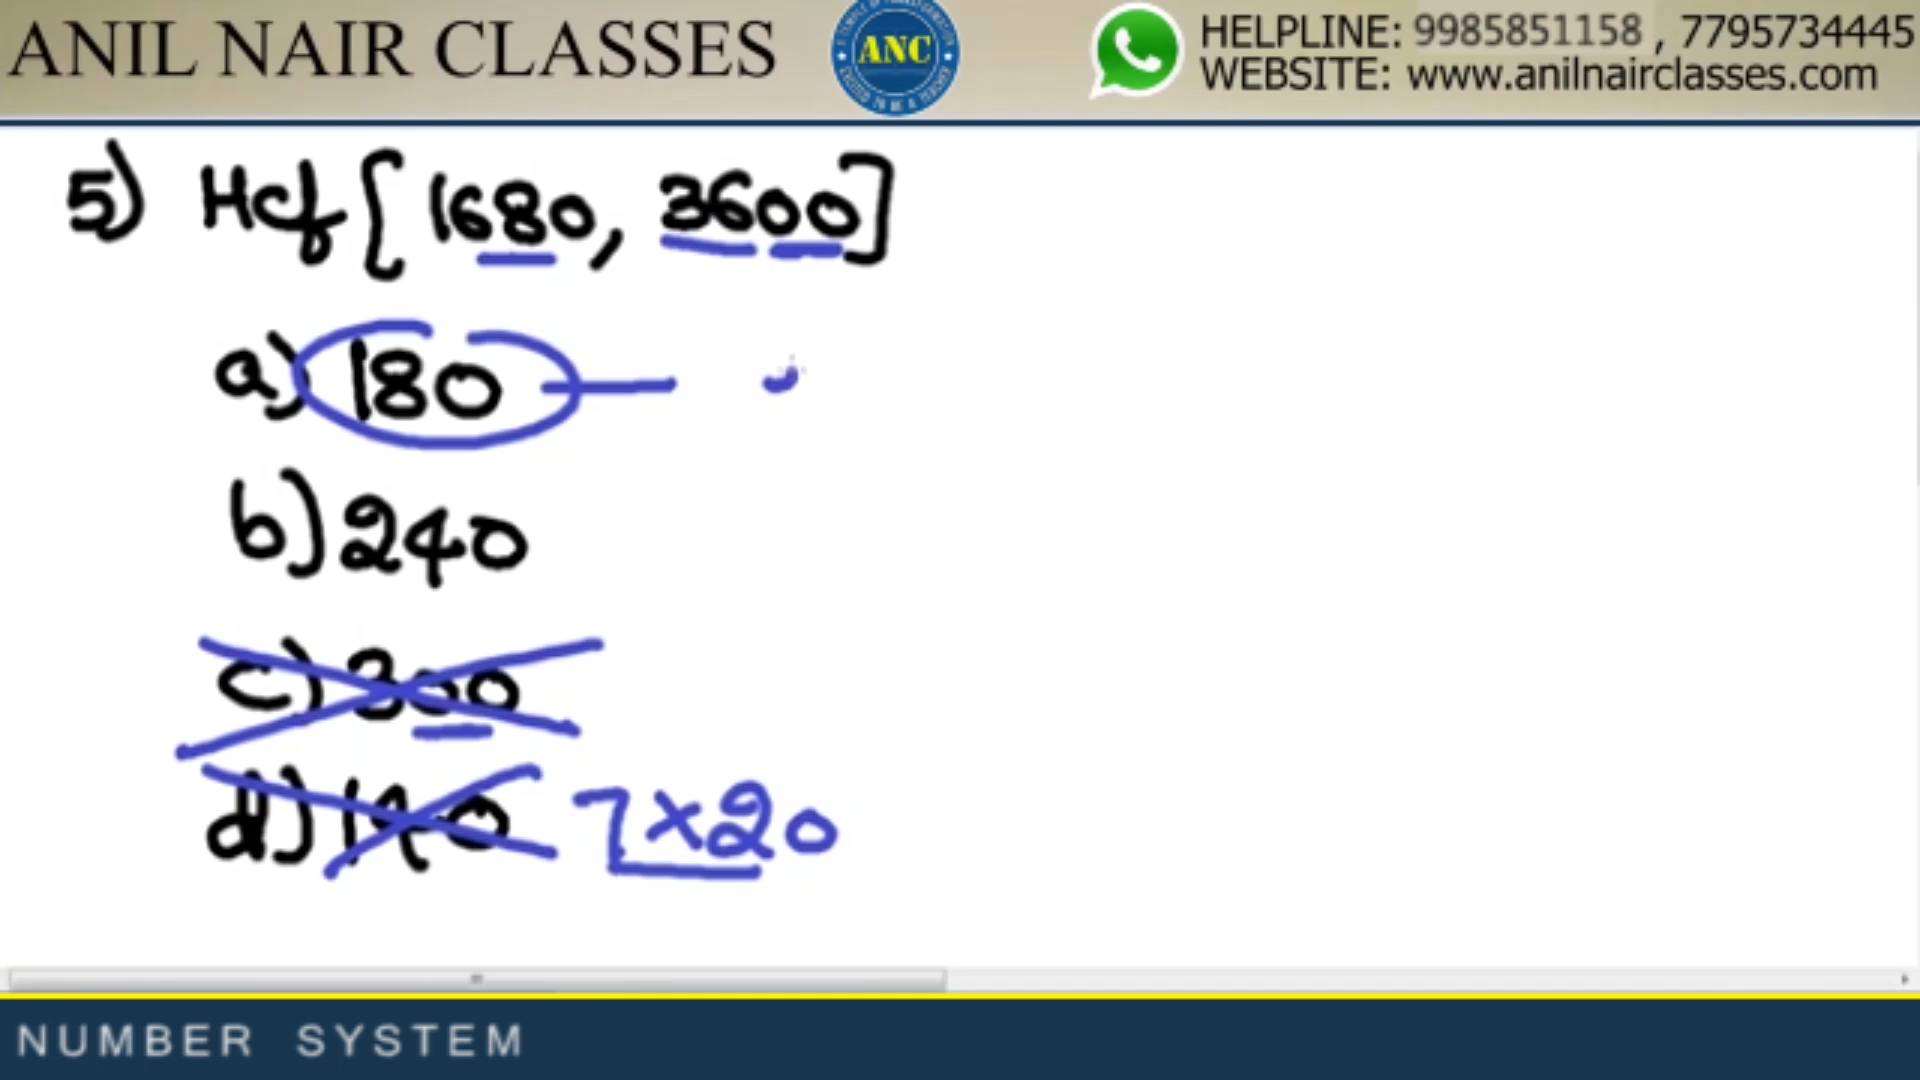 ANIL NAIR CLASSES
ANC
HELPLINE: 9985851158 , 7795734445
WEBSITE: www.anilnairclasses.com
5) Hcf [1680, 3600]
a) 180
b) 240
c) 300
d) 140 7×20
NUMBER SYSTEM